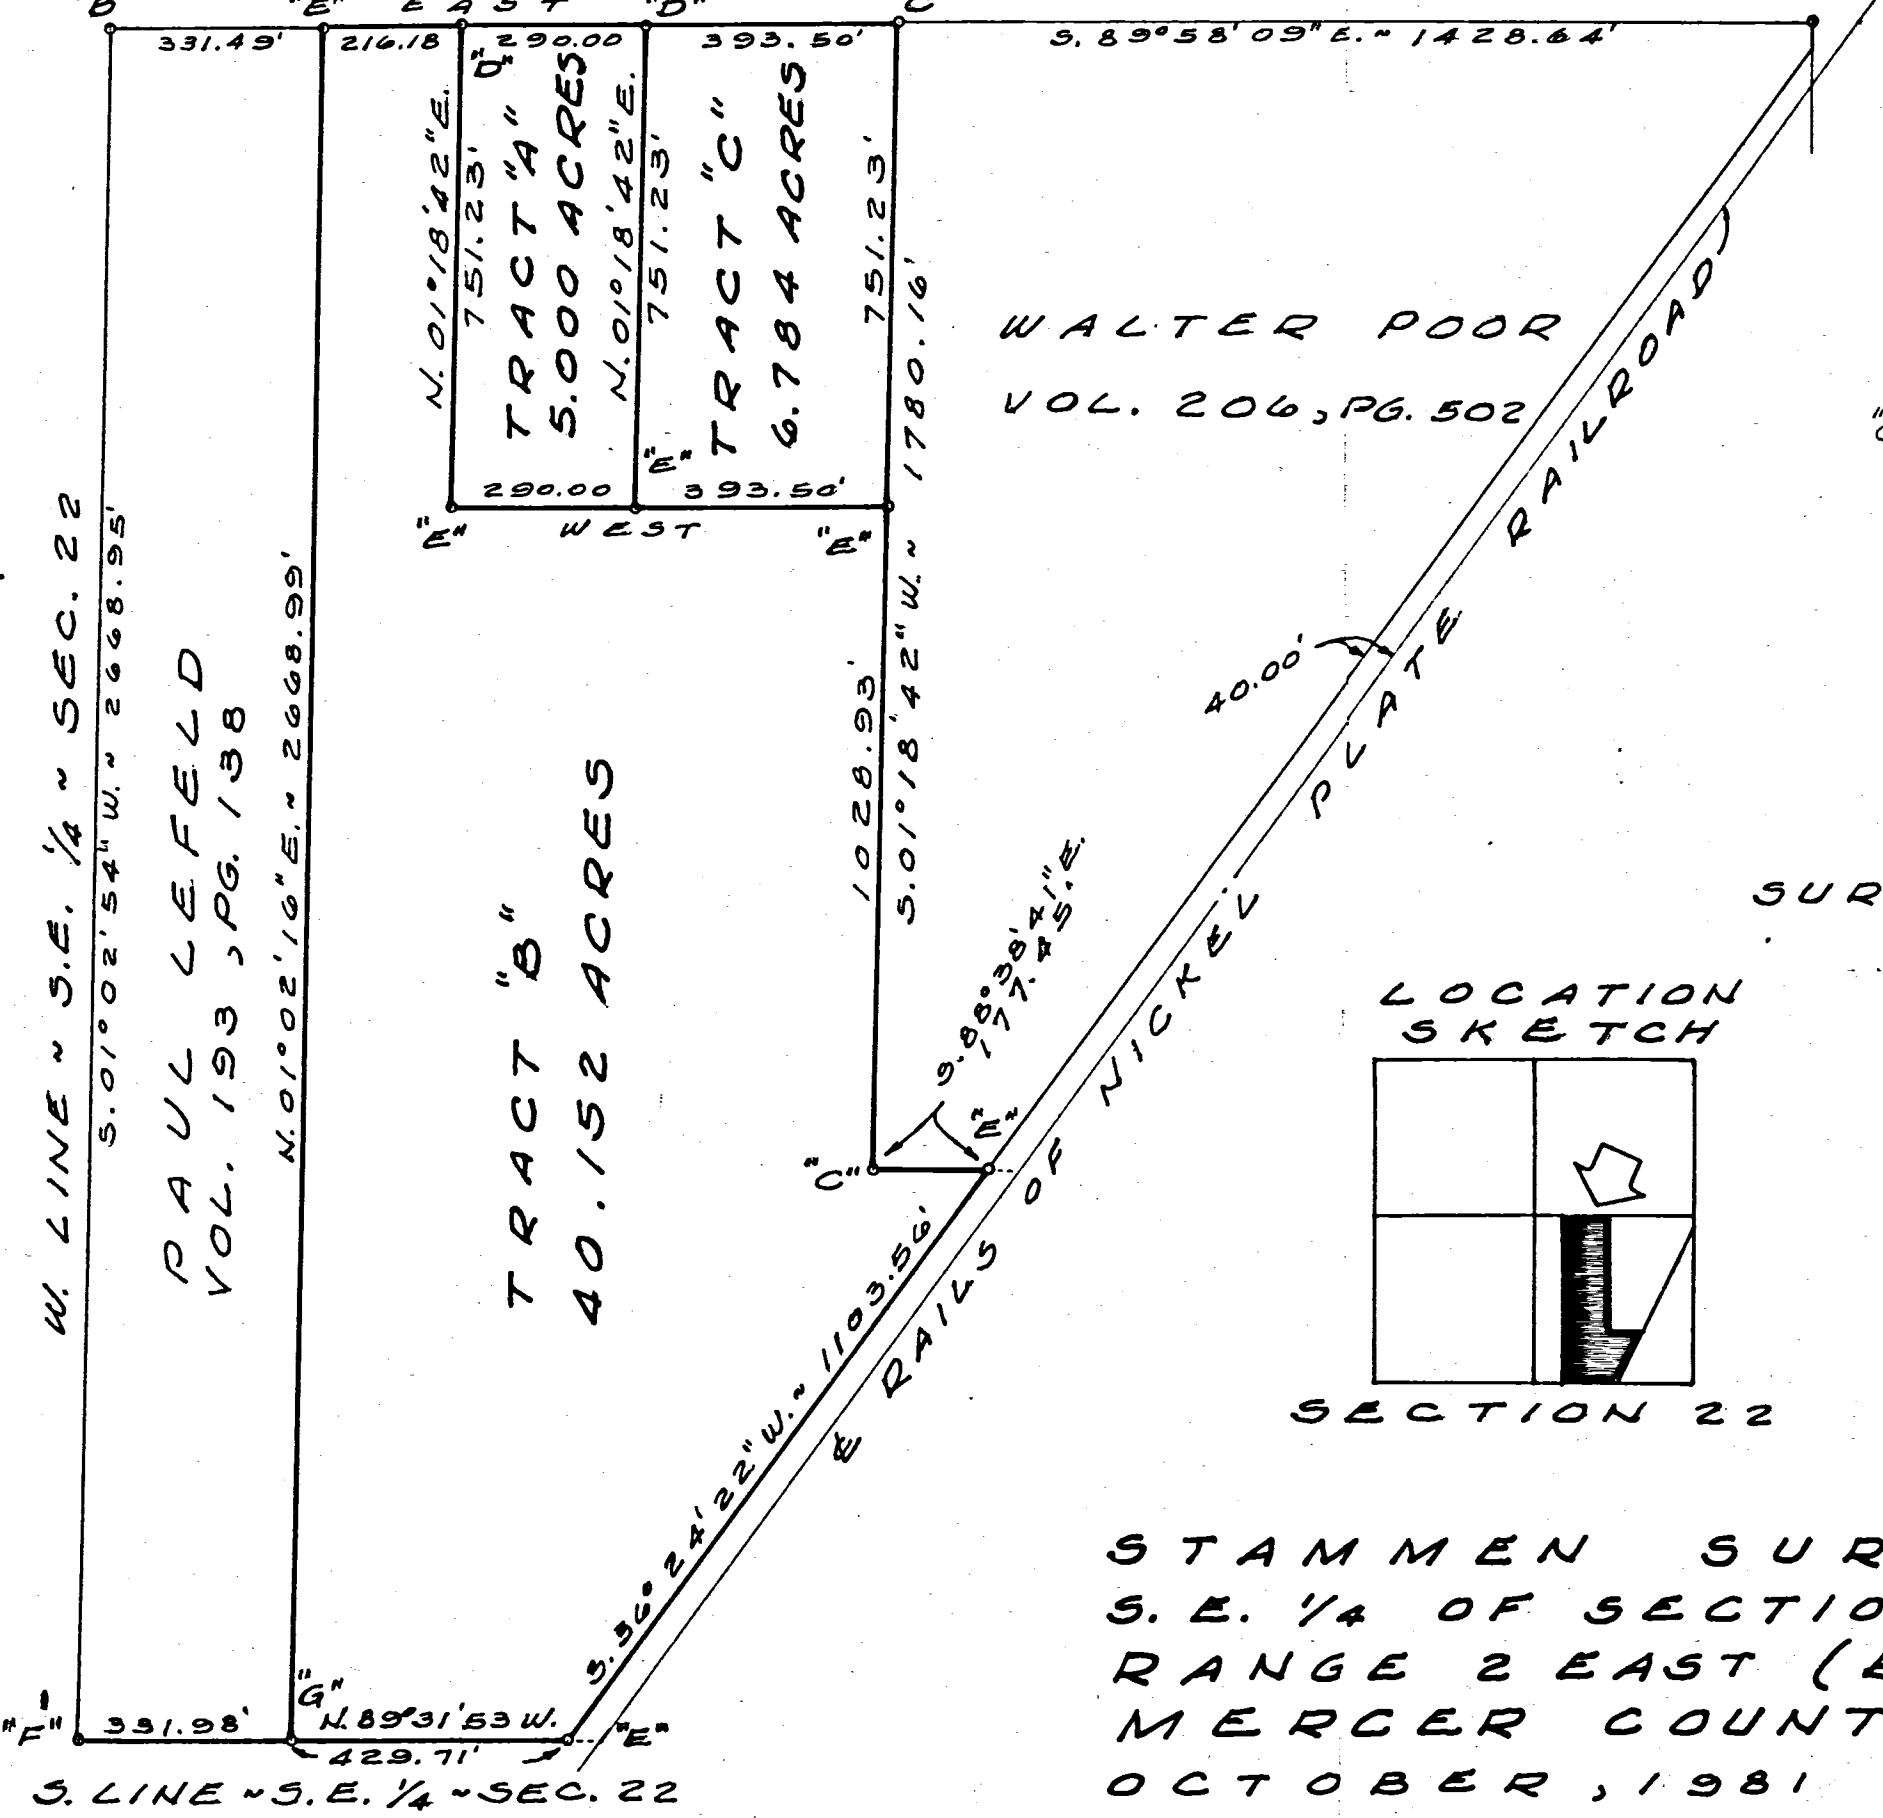 "E" EAST "D"
331.49' 216.18 290.00 393.50' S. 89°58'09" E. ~ 1428.64'
"D"
N. 01°18'42" E.
751.23'
TRACT "A"
5.000 ACRES
N. 01°18'42" E.
751.23'
TRACT "C"
6.784 ACRES
751.23'
S. 01°18'42" W. ~ 1780.16'
WALTER POOR
VOL. 206, PG. 502
"E"
290.00 393.50'
"E" WEST "E"
W. LINE ~ S.E. 1/4 ~ SEC. 22
S. 01°02'54" W. ~ 2668.95'
PAUL LEFELD
VOL. 193, PG. 138
N. 01°02'16" E. ~ 2668.99'
TRACT "B"
40.152 ACRES
1028.93'
40.00'
S. 88°38'41" E.
177.45'
"C" "E"
S. 36°24'22" W. ~ 1103.56'
℄ RAILS OF NICKEL PLATE RAILROAD
SUR
LOCATION
SKETCH
SECTION 22
"G"
"F" 331.98' N. 89°31'53 W. "E"
429.71'
S. LINE ~ S.E. 1/4 ~ SEC. 22
STAMMEN SUR
S. E. 1/4 OF SECTIO
RANGE 2 EAST (
MERCER COUNT
OCTOBER, 1981